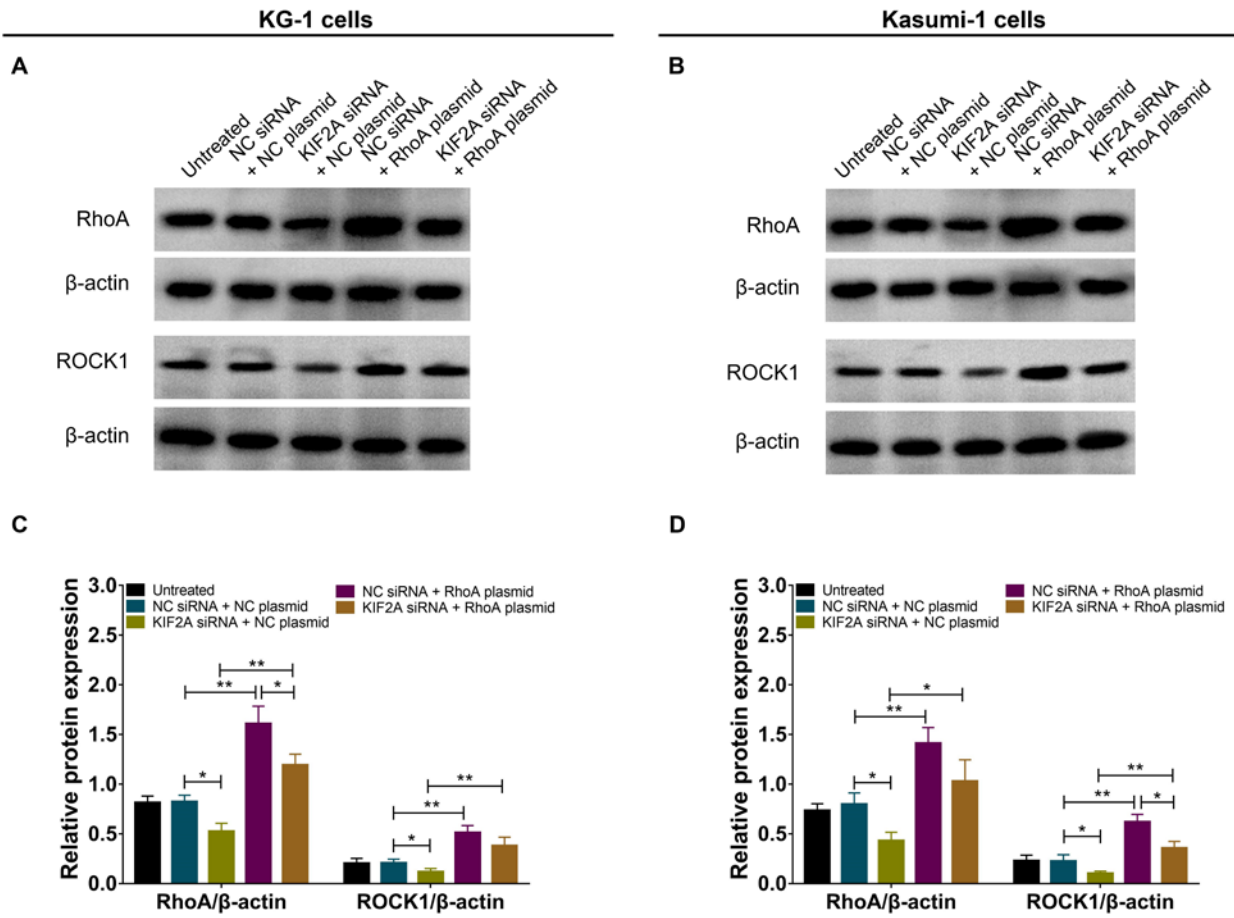 KG-1 cells
Kasumi-1 cells
A
Untreated
NC siRNA
+ NC plasmid
KIF2A siRNA
+ NC plasmid
NC siRNA
+ RhoA plasmid
KIF2A siRNA
+ RhoA plasmid
RhoA
β-actin
ROCK1
β-actin
B
Untreated
NC siRNA
+ NC plasmid
KIF2A siRNA
+ NC plasmid
NC siRNA
+ RhoA plasmid
KIF2A siRNA
+ RhoA plasmid
RhoA
β-actin
ROCK1
β-actin
C
Relative protein expression
3.0
2.5
2.0
1.5
1.0
0.5
0.0
Untreated
NC siRNA + NC plasmid
KIF2A siRNA + NC plasmid
NC siRNA + RhoA plasmid
KIF2A siRNA + RhoA plasmid
**
** *
*
**
**
*
RhoA/β-actin ROCK1/β-actin
D
Relative protein expression
3.0
2.5
2.0
1.5
1.0
0.5
0.0
Untreated
NC siRNA + NC plasmid
KIF2A siRNA + NC plasmid
NC siRNA + RhoA plasmid
KIF2A siRNA + RhoA plasmid
*
**
*
**
** *
*
RhoA/β-actin ROCK1/β-actin